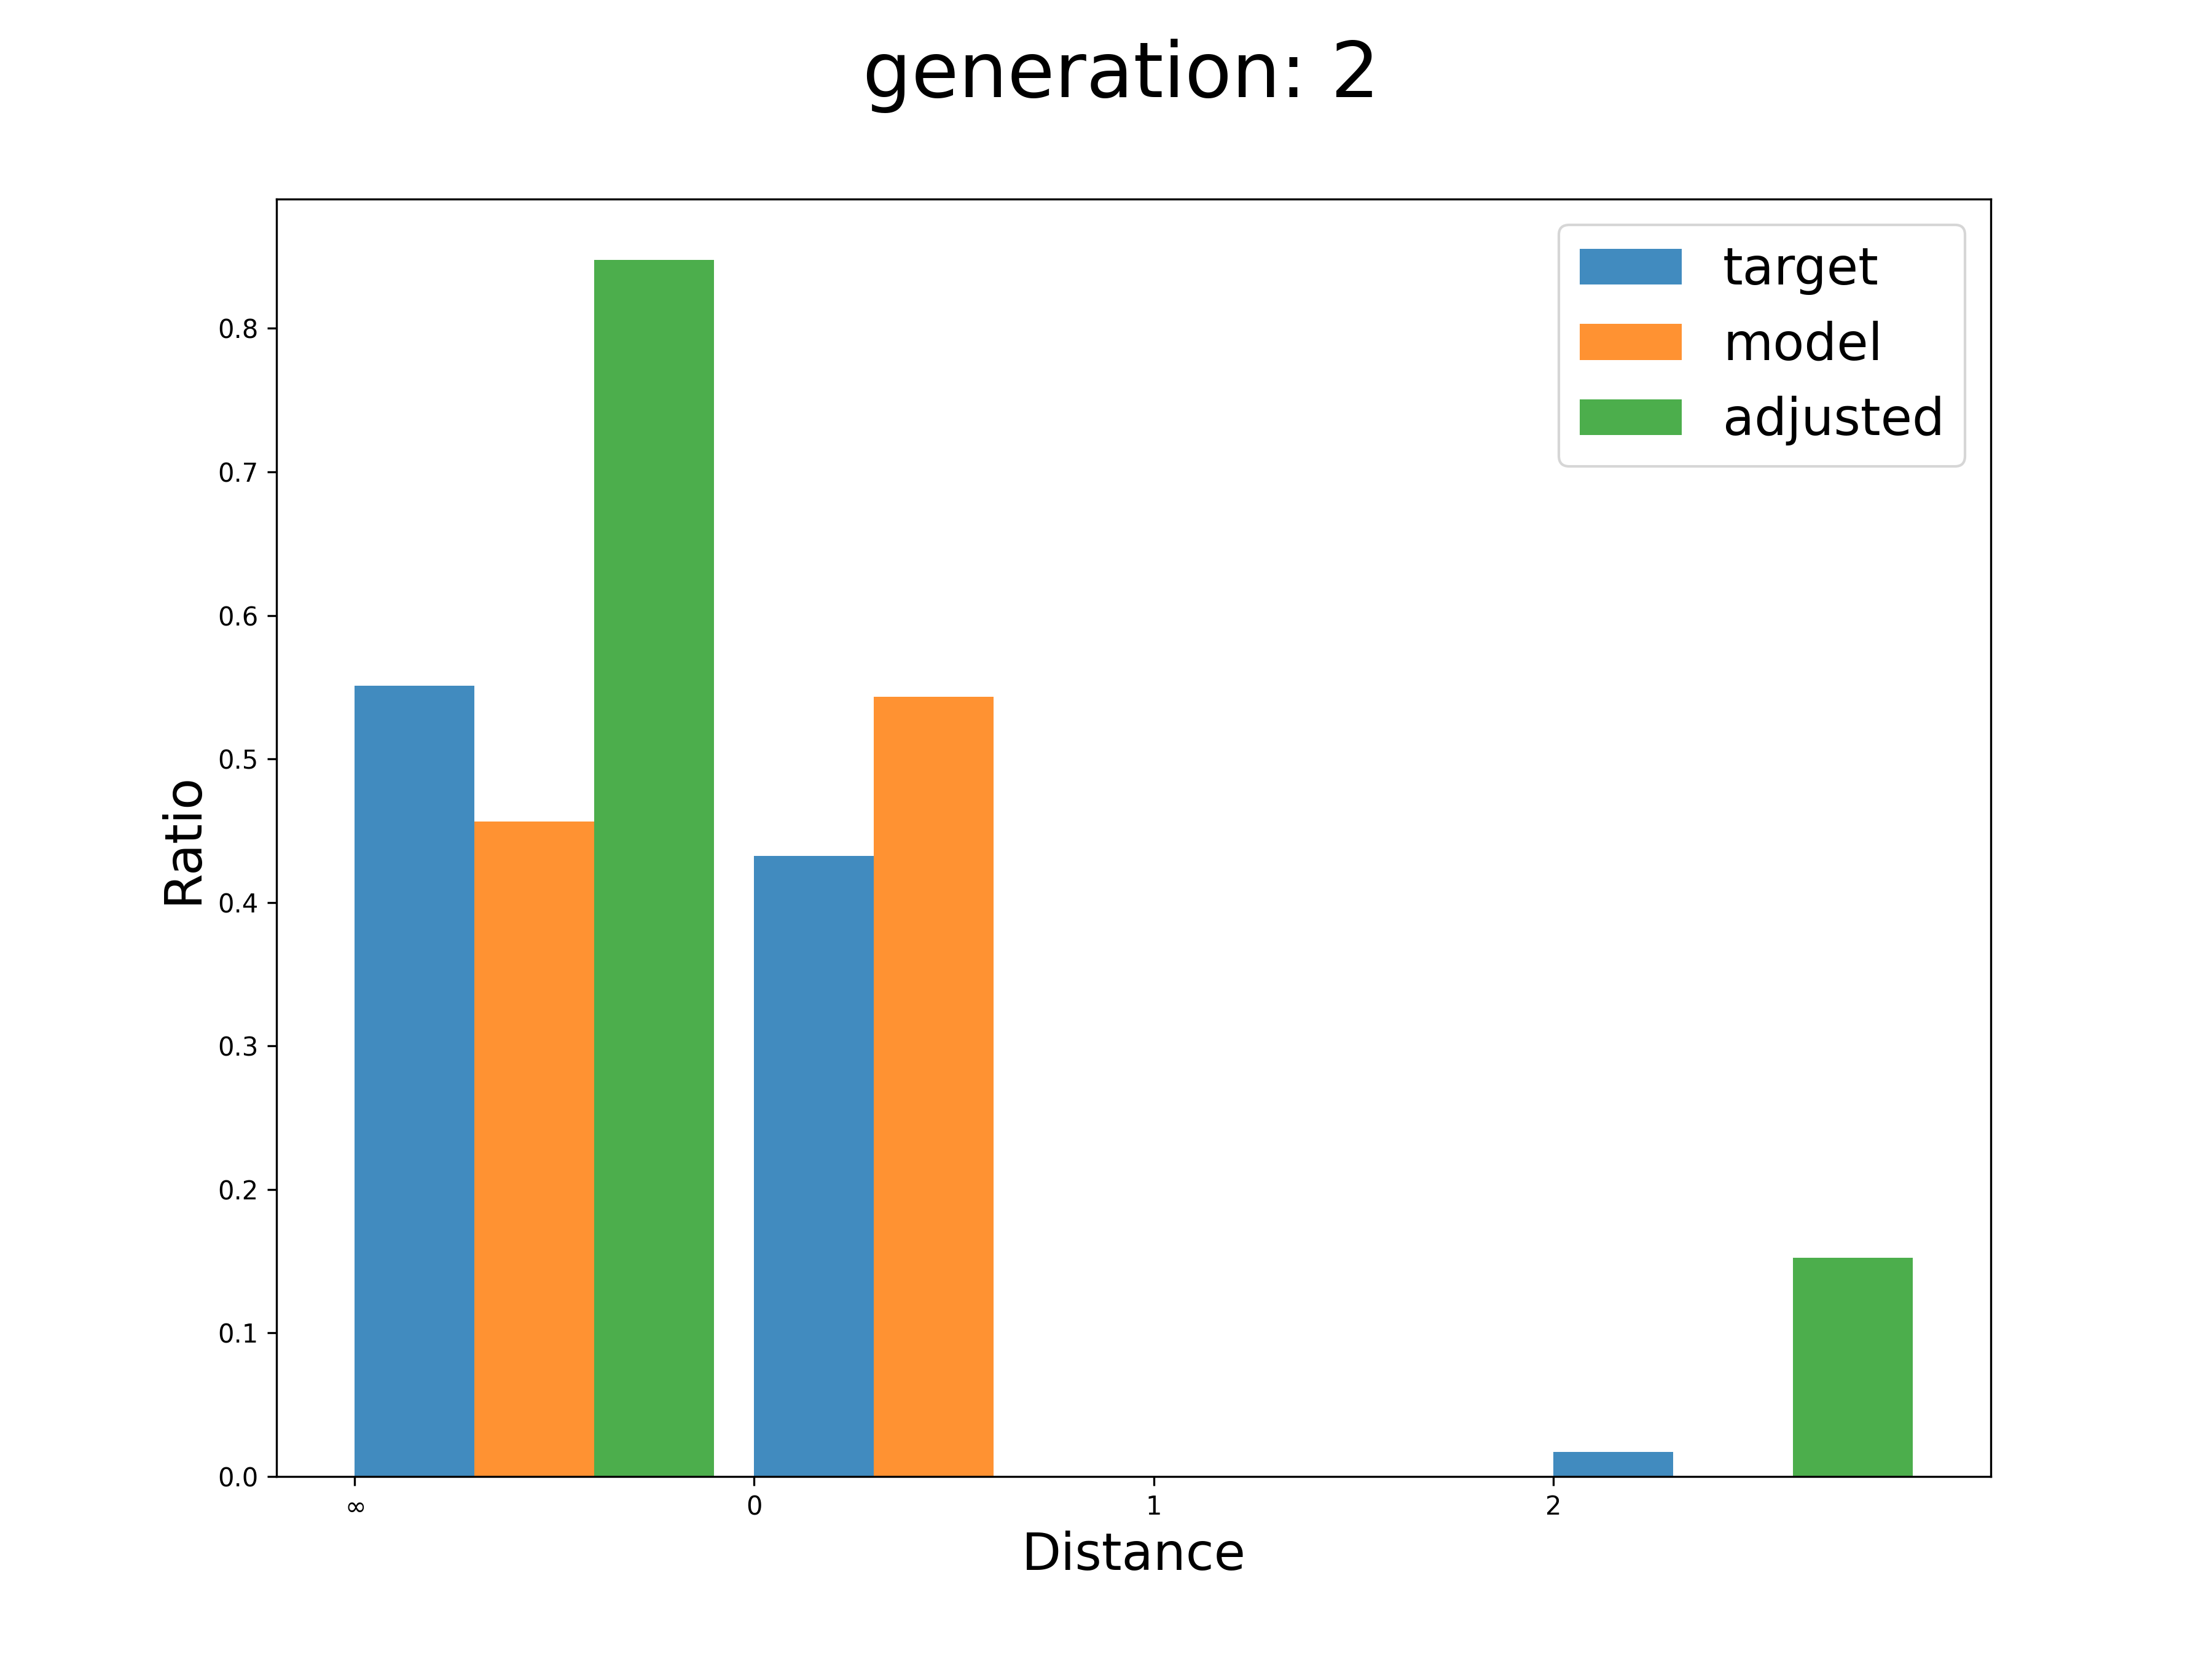 generation: 2
target
model
adjusted
0.8
0.7
0.6
0.5
0.4
0.3
0.2
0.1
0.0
Ratio
∞ 0 1 2
Distance